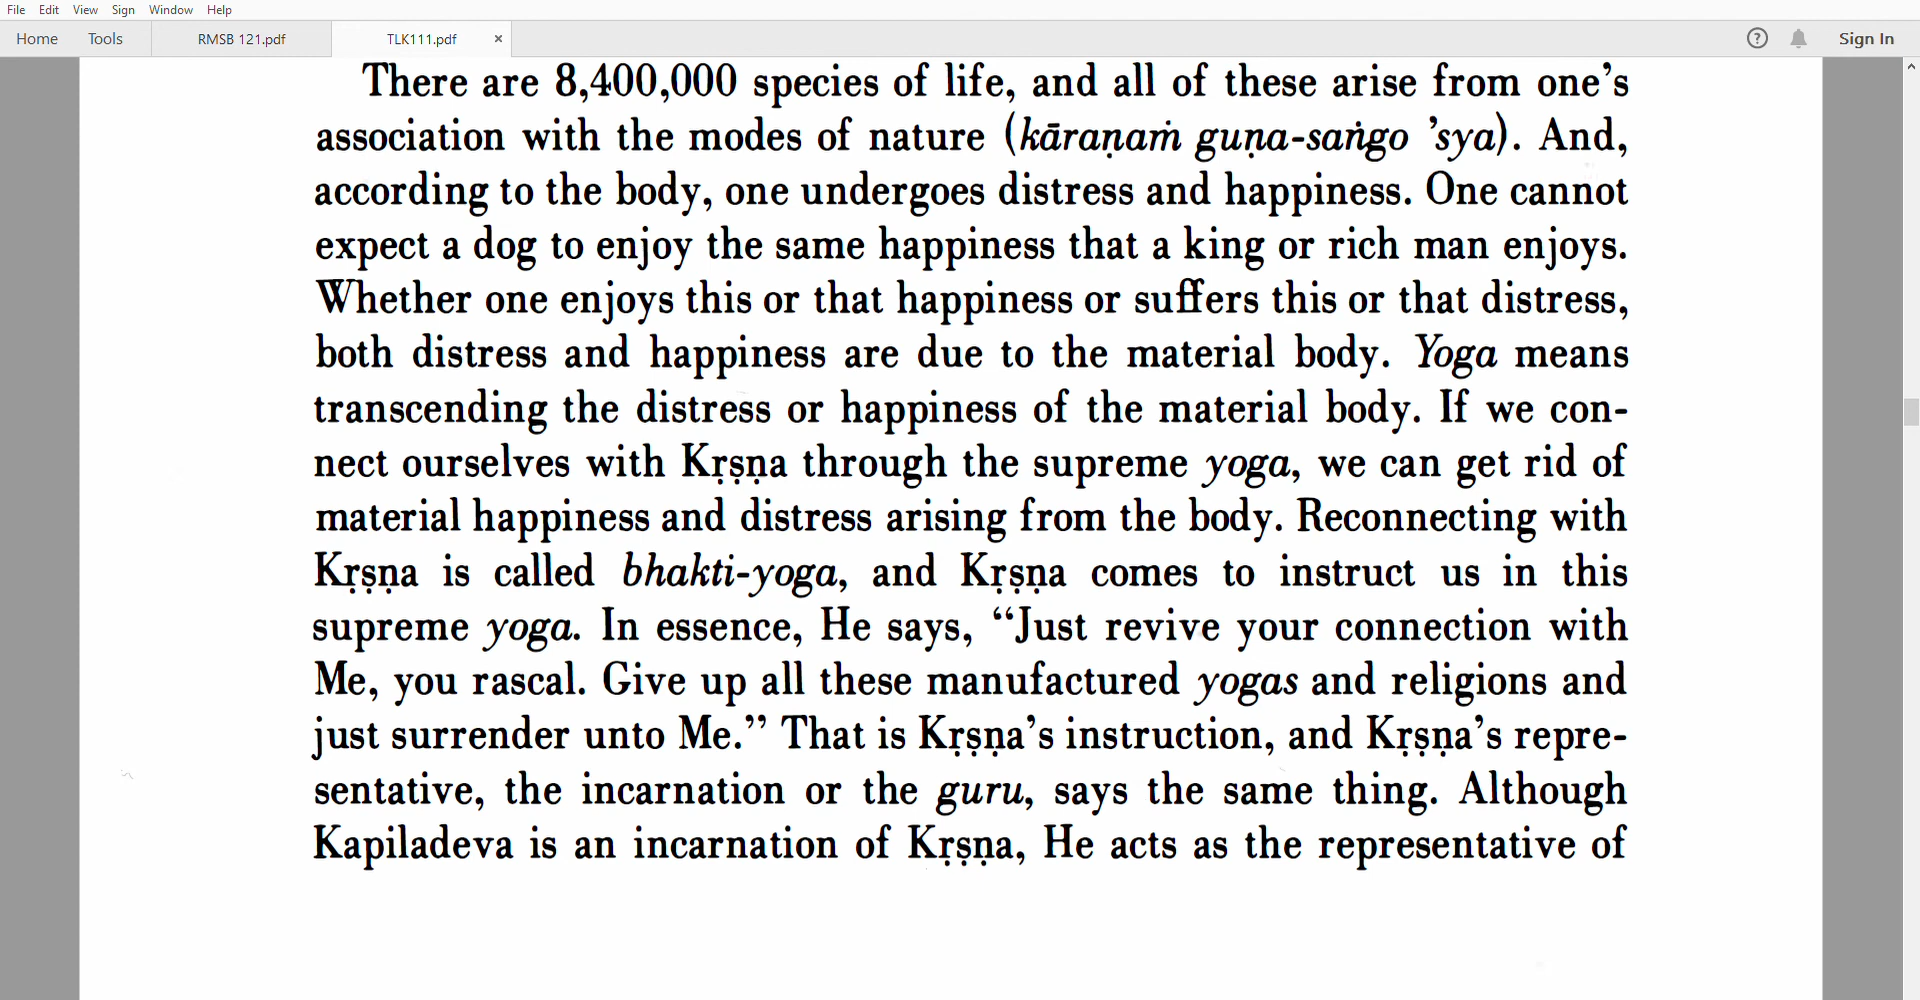 File Edit View Sign Window Help
Home Tools RMSB 121.pdf TLK111.pdf × ? Sign In
There are 8,400,000 species of life, and all of these arise from one’s
association with the modes of nature (kāraṇaṁ guṇa-saṅgo ’sya). And,
according to the body, one undergoes distress and happiness. One cannot
expect a dog to enjoy the same happiness that a king or rich man enjoys.
Whether one enjoys this or that happiness or suffers this or that distress,
both distress and happiness are due to the material body. Yoga means
transcending the distress or happiness of the material body. If we con-
nect ourselves with Kṛṣṇa through the supreme yoga, we can get rid of
material happiness and distress arising from the body. Reconnecting with
Kṛṣṇa is called bhakti-yoga, and Kṛṣṇa comes to instruct us in this
supreme yoga. In essence, He says, “Just revive your connection with
Me, you rascal. Give up all these manufactured yogas and religions and
just surrender unto Me.” That is Kṛṣṇa’s instruction, and Kṛṣṇa’s repre-
sentative, the incarnation or the guru, says the same thing. Although
Kapiladeva is an incarnation of Kṛṣṇa, He acts as the representative of